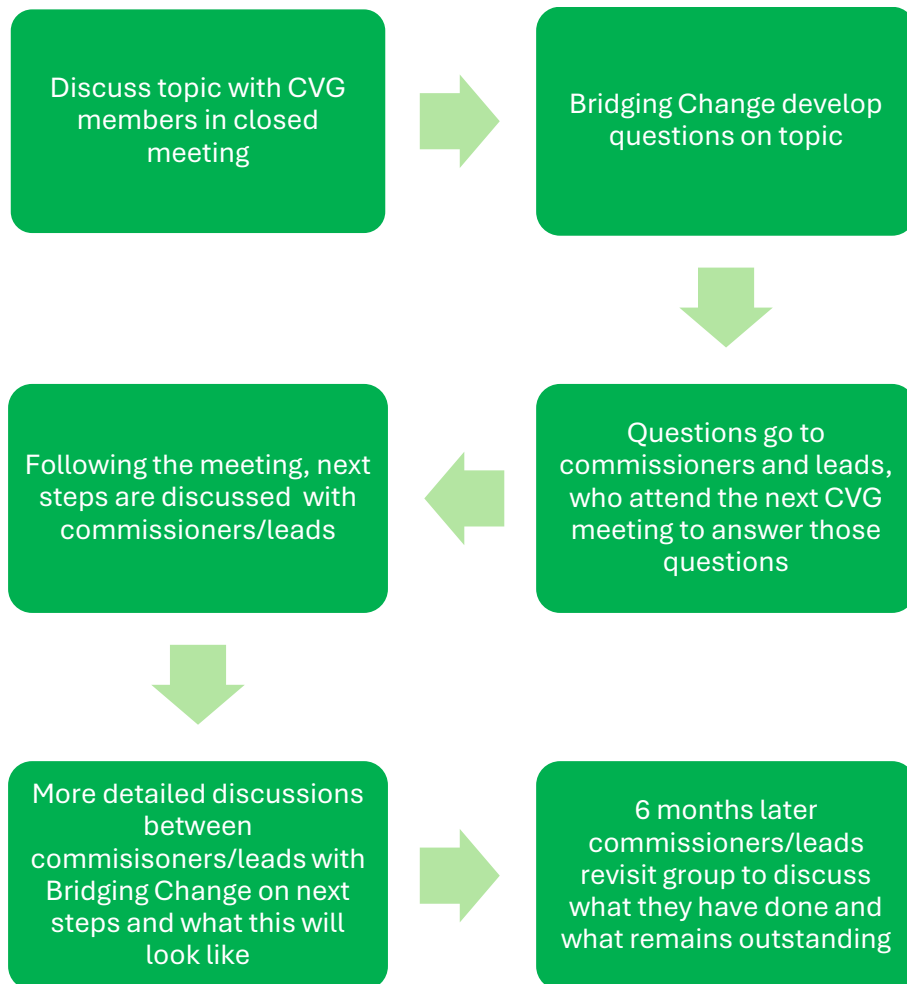 Discuss topic with CVG
members in closed
meeting
Bridging Change develop
questions on topic
Questions go to
commissioners and leads,
who attend the next CVG
meeting to answer those
questions
Following the meeting, next
steps are discussed with
commissioners/leads
More detailed discussions
between
commisisoners/leads with
Bridging Change on next
steps and what this will
look like
6 months later
commissioners/leads
revisit group to discuss
what they have done and
what remains outstanding